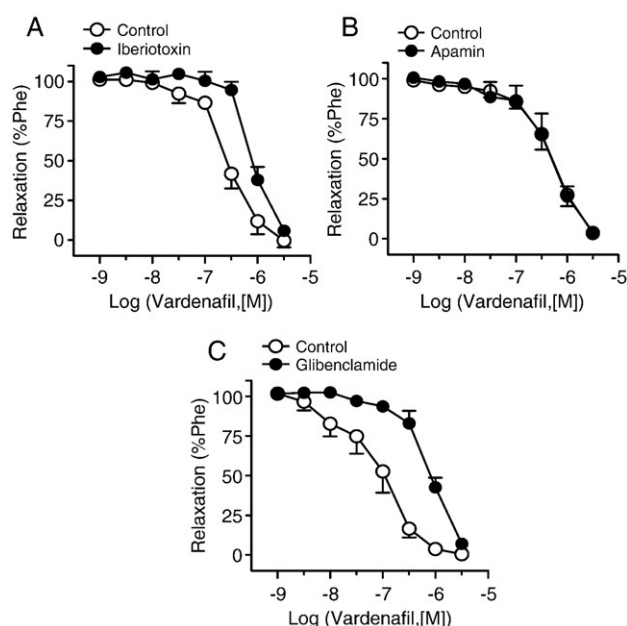 A
Control
Iberiotoxin
Relaxation (%Phe)
100
75
50
25
0
-9
-8
-7
-6
-5
Log (Vardenafil,[M])
B
Control
Apamin
Relaxation (%Phe)
100
75
50
25
0
-9
-8
-7
-6
-5
Log (Vardenafil,[M])
C
Control
Glibenclamide
Relaxation (%Phe)
100
75
50
25
0
-9
-8
-7
-6
-5
Log (Vardenafil,[M])